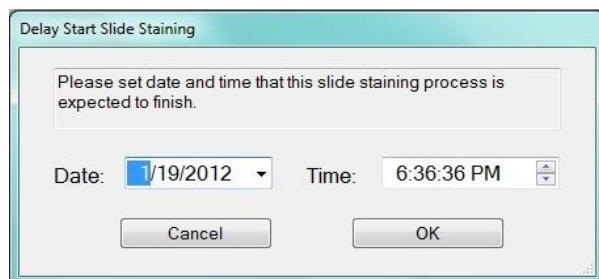 Delay Start Slide Staining
Please set date and time that this slide staining process is
expected to finish.
Date: 1/19/2012 Time: 6:36:36 PM
Cancel OK